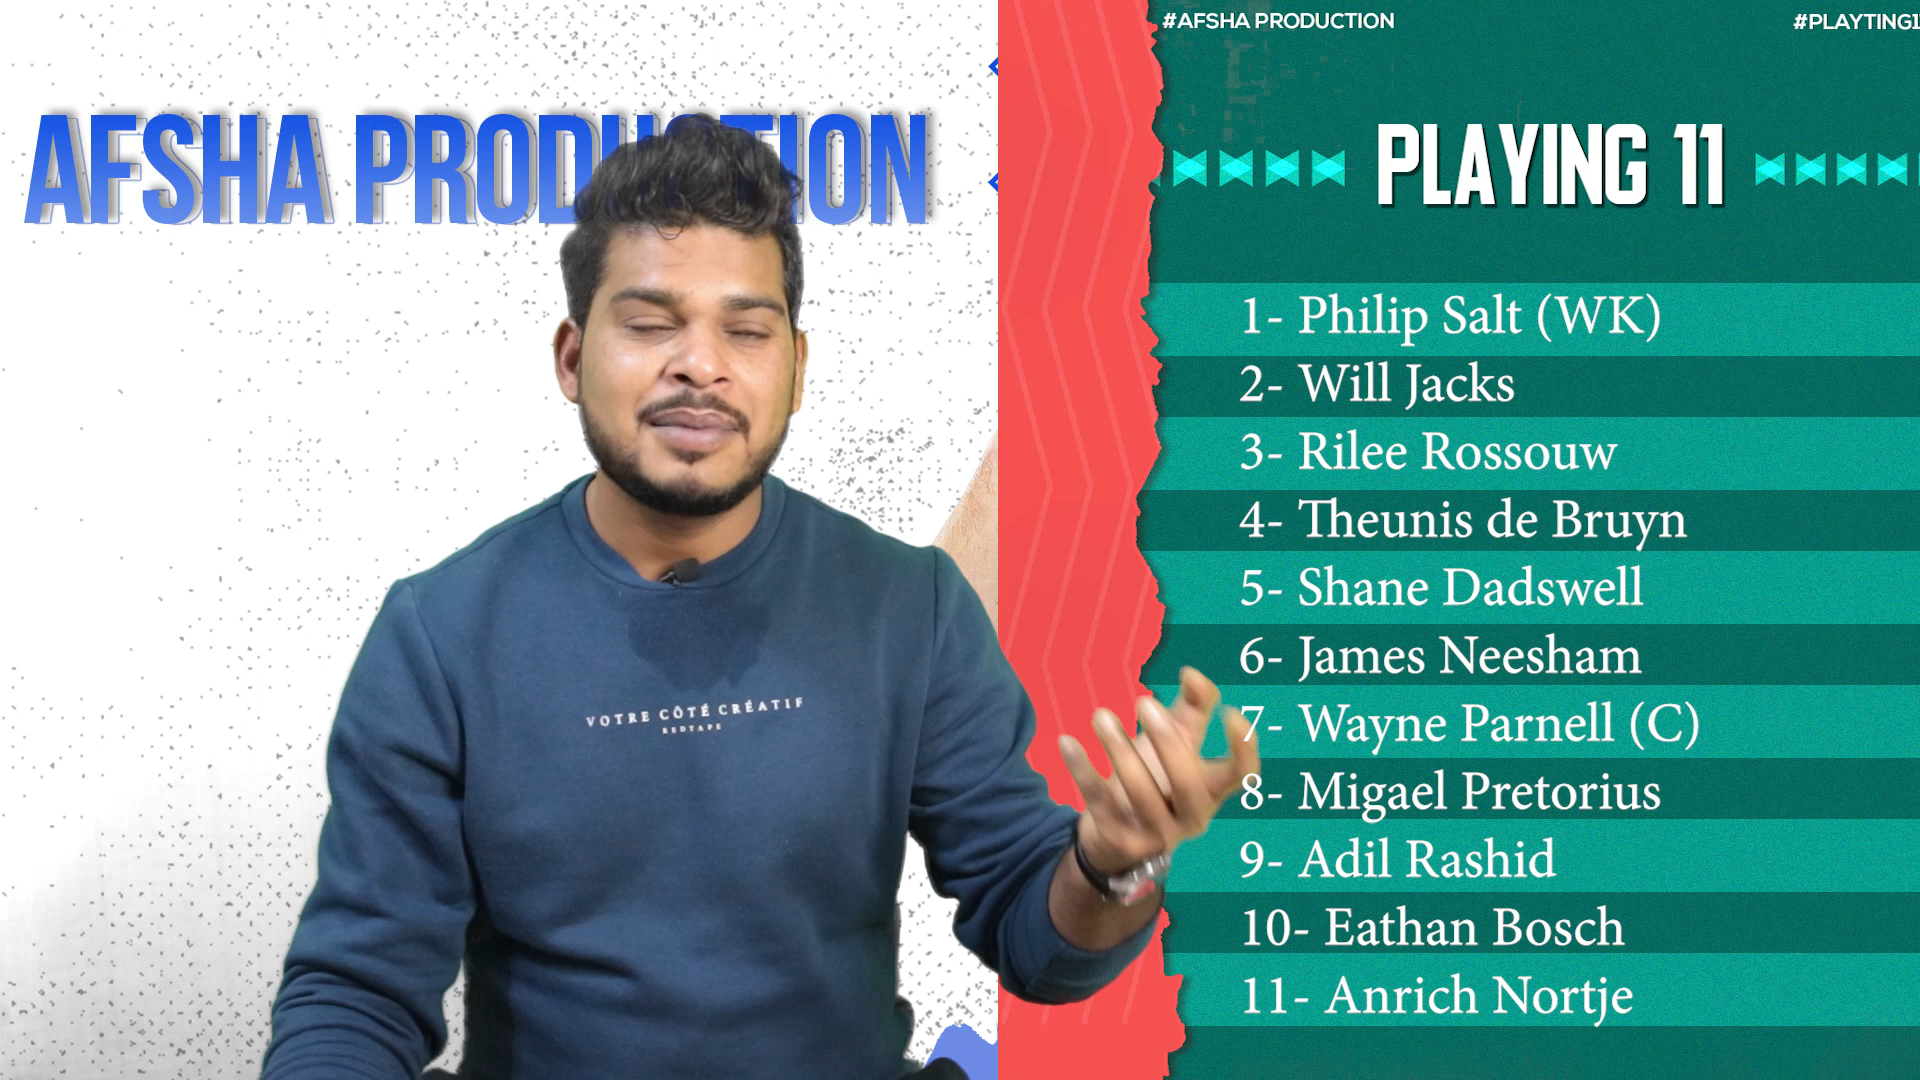 #AFSHA PRODUCTION
#PLAYTING1
AFSHA PRODUCTION
PLAYING 11
1- Philip Salt (WK)
2- Will Jacks
3- Rilee Rossouw
4- Theunis de Bruyn
5- Shane Dadswell
6- James Neesham
7- Wayne Parnell (C)
8- Migael Pretorius
9- Adil Rashid
10- Eathan Bosch
11- Anrich Nortje
VOTRE CÔTÉ CRÉATIF
REDTAPE